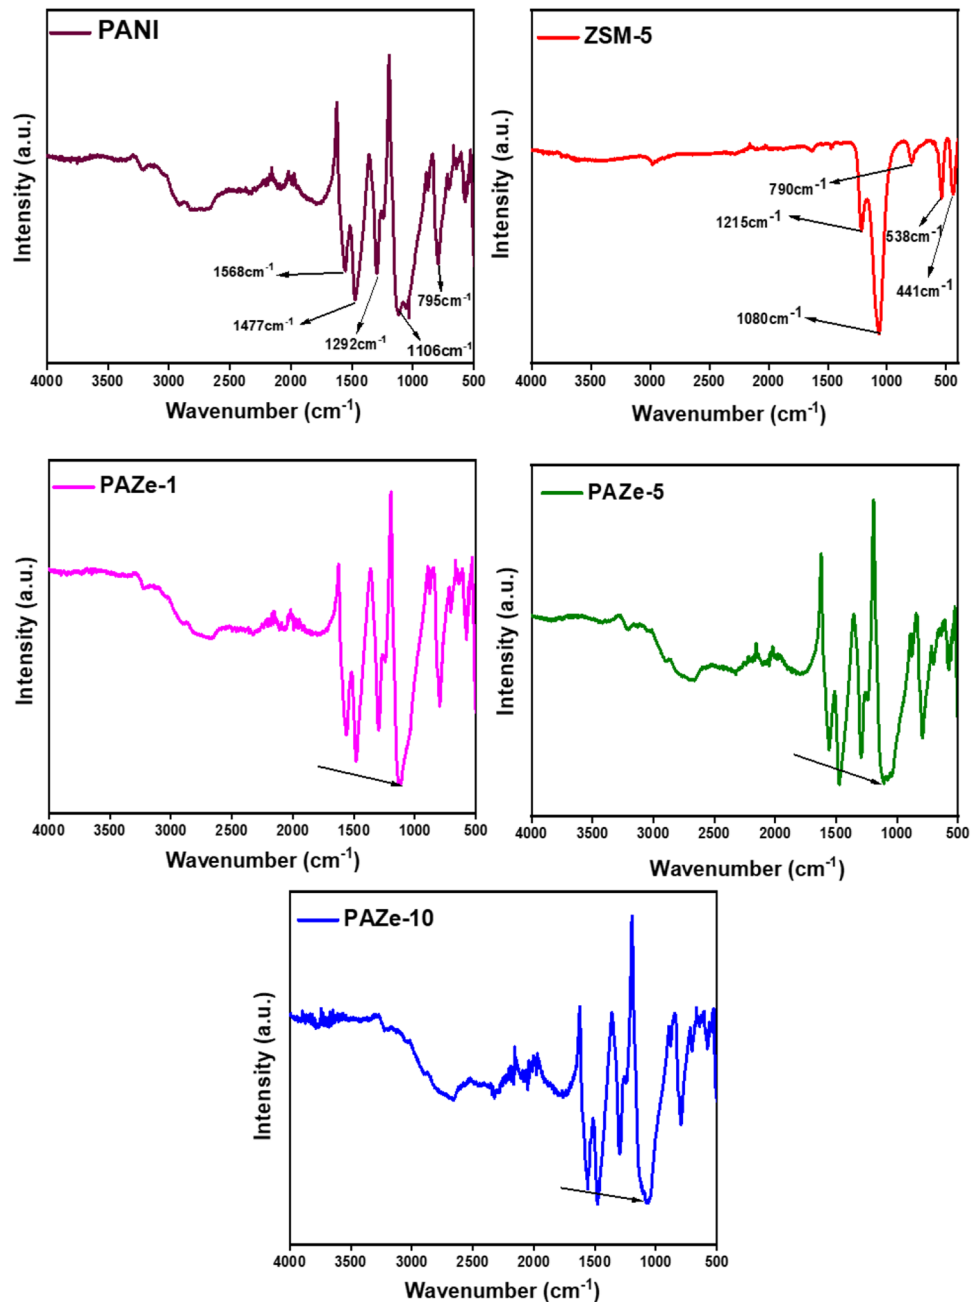 PANI
Intensity (a.u.)
1568cm-1
1477cm-1
1292cm-1
1106cm-1
795cm-1
4000 3500 3000 2500 2000 1500 1000 500
Wavenumber (cm-1)
ZSM-5
Intensity (a.u.)
790cm-1
1215cm-1
538cm-1
441cm-1
1080cm-1
4000 3500 3000 2500 2000 1500 1000 500
Wavenumber (cm-1)
PAZe-1
Intensity (a.u.)
4000 3500 3000 2500 2000 1500 1000 500
Wavenumber (cm-1)
PAZe-5
Intensity (a.u.)
4000 3500 3000 2500 2000 1500 1000 500
Wavenumber (cm-1)
PAZe-10
Intensity (a.u.)
4000 3500 3000 2500 2000 1500 1000 500
Wavenumber (cm-1)